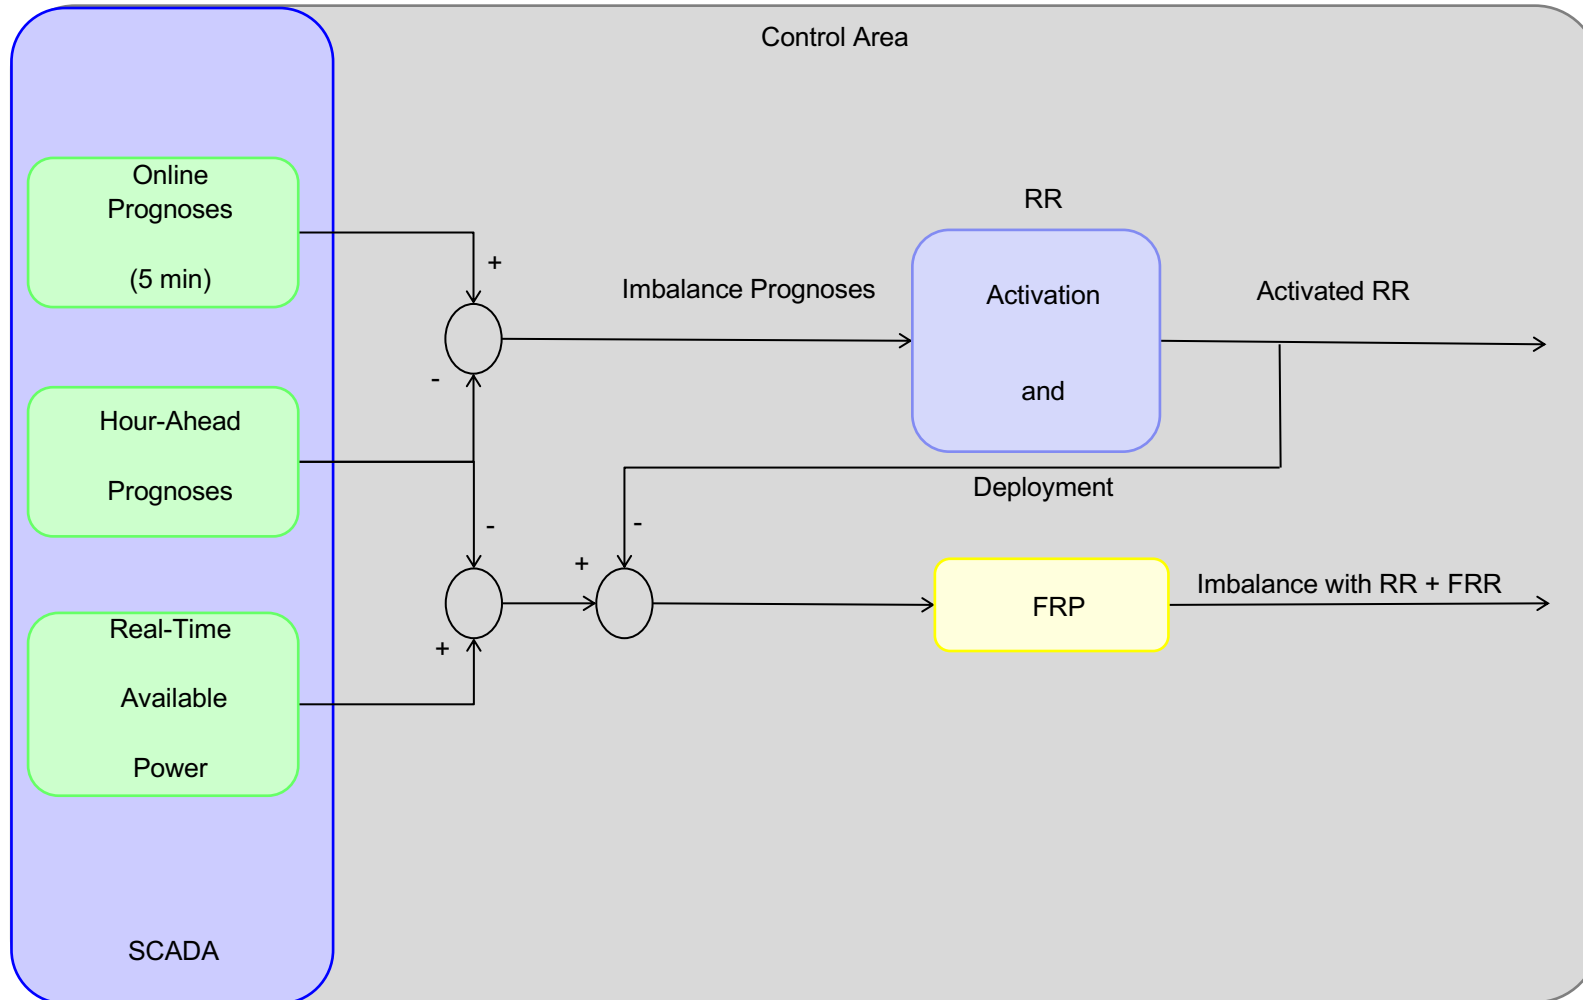 Control Area
Online
Prognoses
(5 min)
Hour-Ahead
Prognoses
Real-Time
Available
Power
SCADA
+
-
Imbalance Prognoses
RR
Activation
and
Deployment
Activated RR
-
+
+
-
FRP
Imbalance with RR + FRR